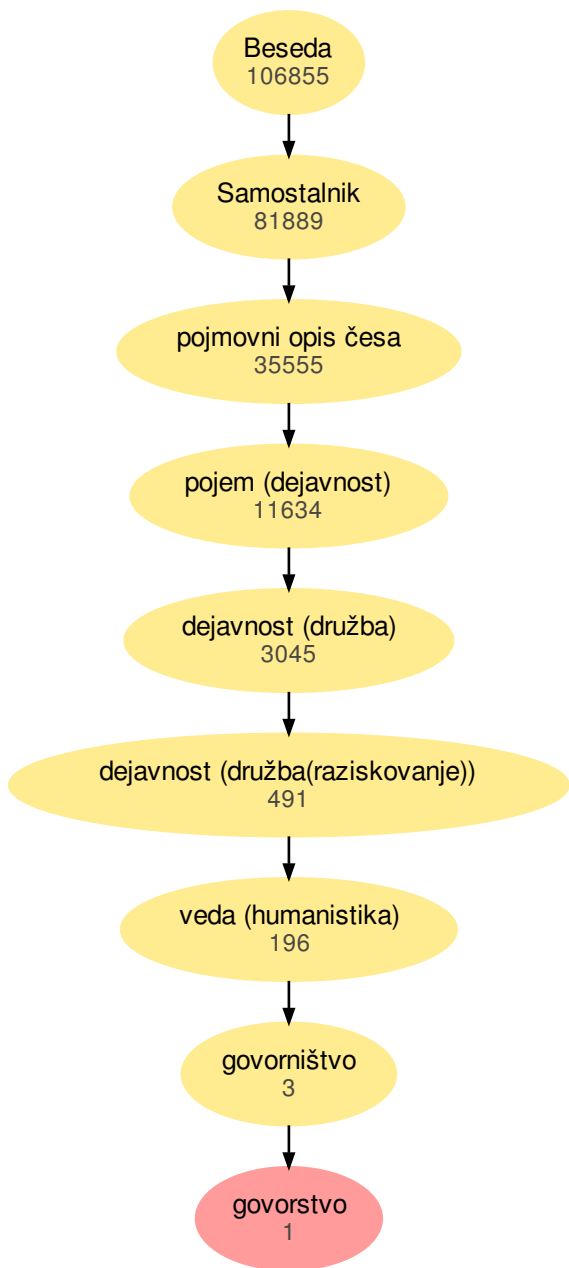 Beseda
106855
Samostalnik
81889
pojmovni opis česa
35555
pojem (dejavnost)
11634
dejavnost (družba)
3045
dejavnost (družba(raziskovanje))
491
veda (humanistika)
196
govorništvo
3
govorstvo
1